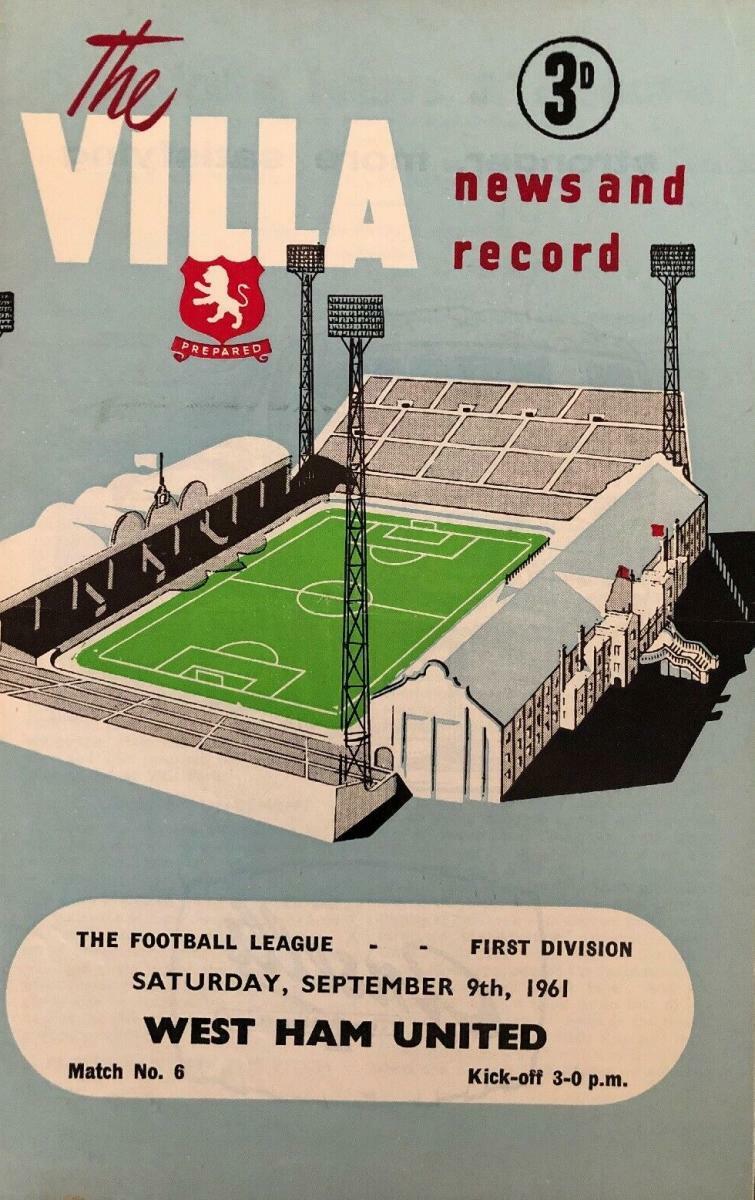 The
VILLA
3D
news and
record
PREPARED
THE FOOTBALL LEAGUE - - FIRST DIVISION
SATURDAY, SEPTEMBER 9th, 1961
WEST HAM UNITED
Match No. 6 Kick-off 3-0 p.m.